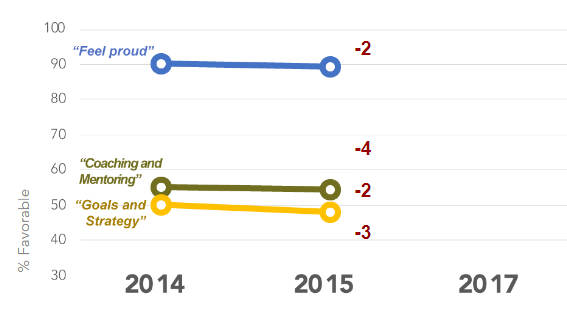 100
“Feel proud”
-2
90
80
70
-4
“Coaching and
Mentoring”
60
-2
50
“Goals and
Strategy”
-3
40
30
% Favorable
2014
2015
2017